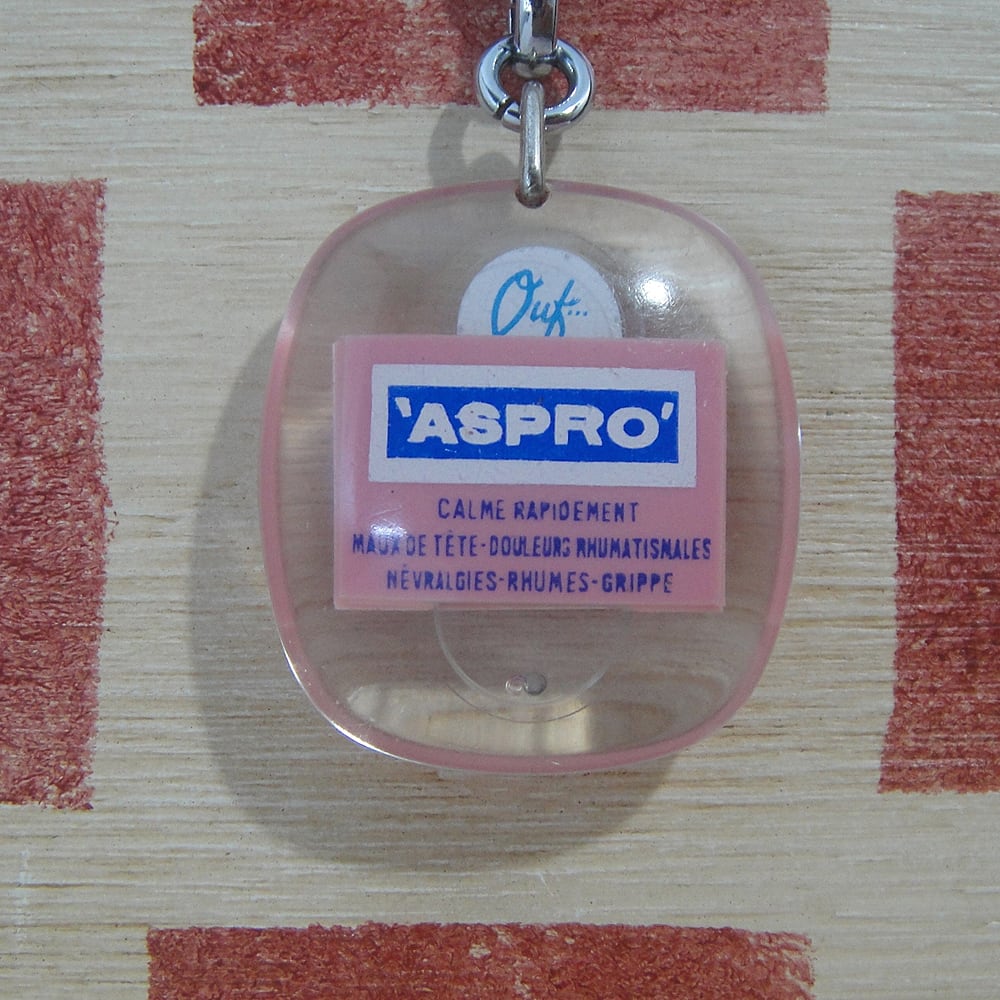 Ouf...
'ASPRO'
CALME RAPIDEMENT
MAUX DE TÊTE-DOULEURS RHUMATISMALES
NÉVRALGIES-RHUMES-GRIPPE